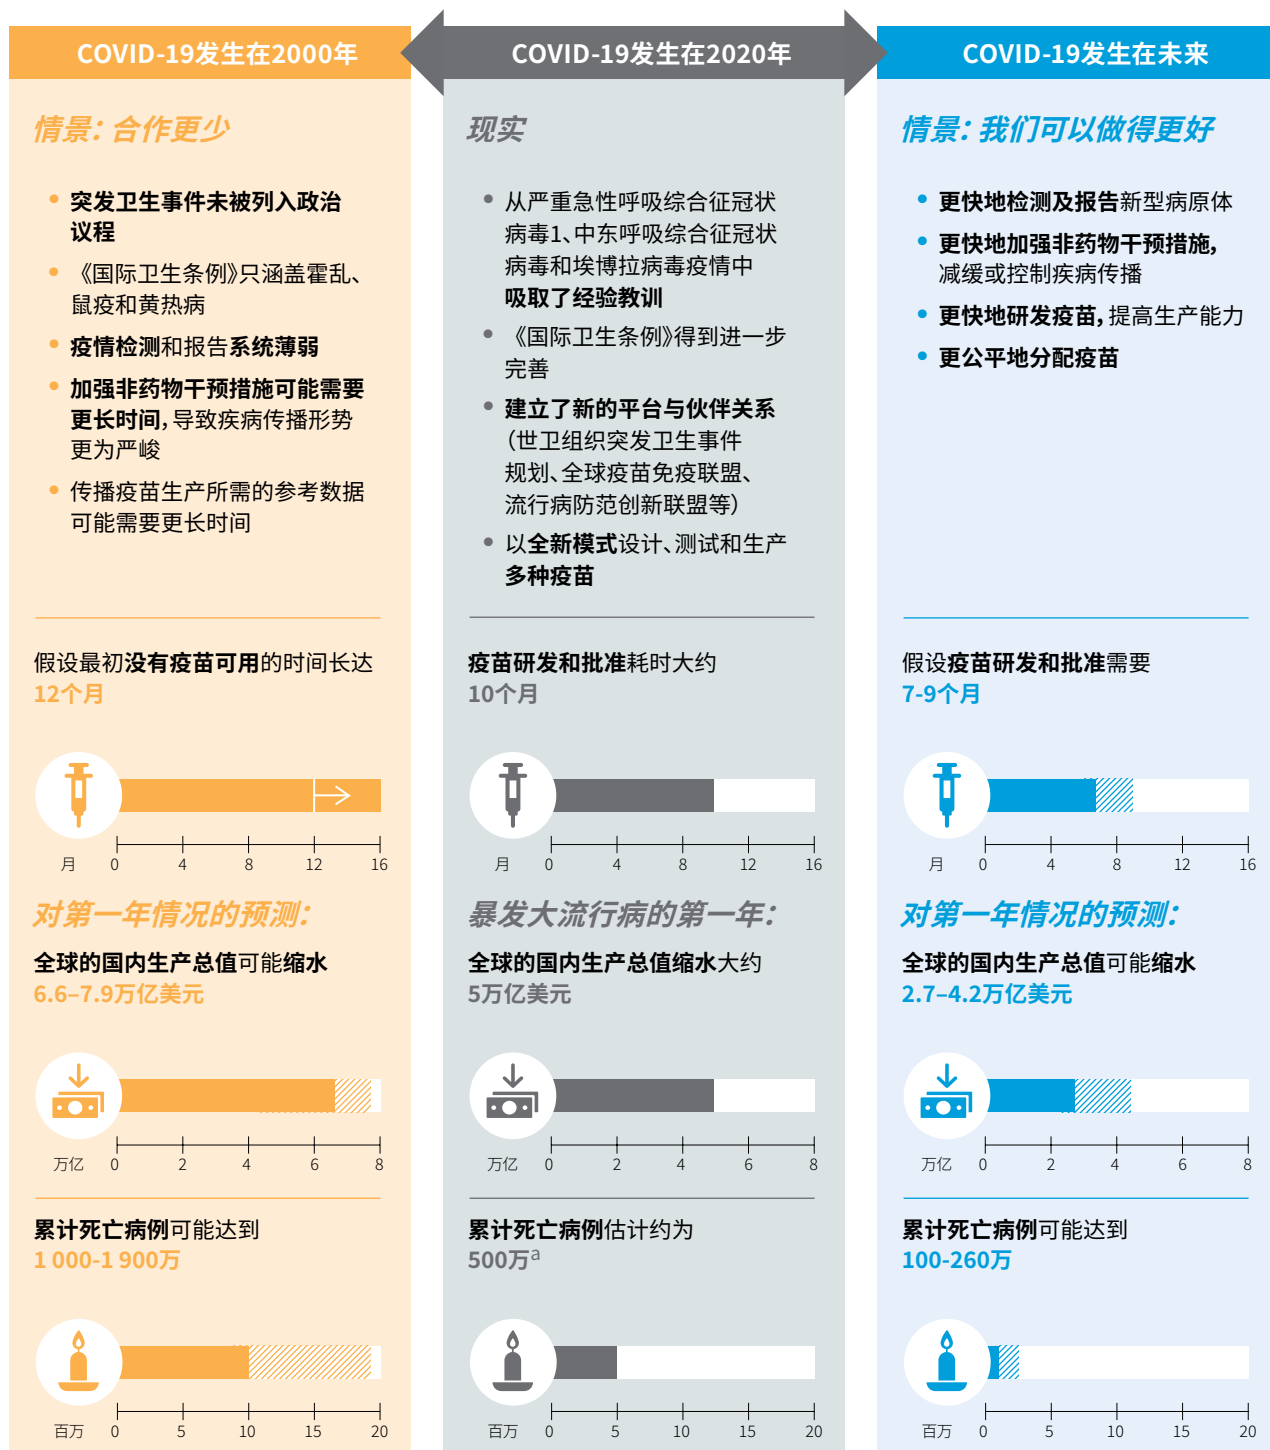 COVID-19发生在2000年
情景：合作更少
• 突发卫生事件未被列入政治
议程
• 《国际卫生条例》只涵盖霍乱、
鼠疫和黄热病
• 疫情检测和报告系统薄弱
• 加强非药物干预措施可能需要
更长时间，导致疾病传播形势
更为严峻
• 传播疫苗生产所需的参考数据
可能需要更长时间
假设最初没有疫苗可用的时间长达
12个月
月 0 4 8 12 16
对第一年情况的预测：
全球的国内生产总值可能缩水
6.6–7.9万亿美元
万亿 0 2 4 6 8
累计死亡病例可能达到
1 000-1 900万
百万 0 5 10 15 20
COVID-19发生在2020年
现实
• 从严重急性呼吸综合征冠状
病毒1、中东呼吸综合征冠状
病毒和埃博拉病毒疫情中
吸取了经验教训
• 《国际卫生条例》得到进一步
完善
• 建立了新的平台与伙伴关系
（世卫组织突发卫生事件
规划、全球疫苗免疫联盟、
流行病防范创新联盟等）
• 以全新模式设计、测试和生产
多种疫苗
疫苗研发和批准耗时大约
10个月
月 0 4 8 12 16
暴发大流行病的第一年：
全球的国内生产总值缩水大约
5万亿美元
万亿 0 2 4 6 8
累计死亡病例估计约为
500万a
百万 0 5 10 15 20
COVID-19发生在未来
情景：我们可以做得更好
• 更快地检测及报告新型病原体
• 更快地加强非药物干预措施，
减缓或控制疾病传播
• 更快地研发疫苗，提高生产能力
• 更公平地分配疫苗
假设疫苗研发和批准需要
7-9个月
月 0 4 8 12 16
对第一年情况的预测：
全球的国内生产总值可能缩水
2.7–4.2万亿美元
万亿 0 2 4 6 8
累计死亡病例可能达到
100-260万
百万 0 5 10 15 20